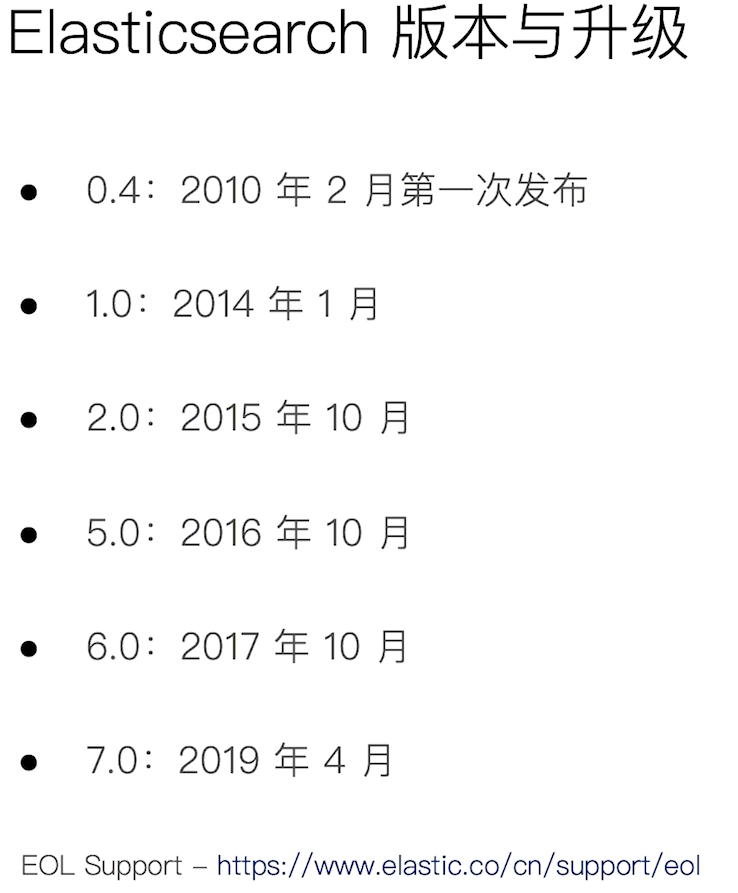 Elasticsearch 版本与升级
● 0.4：2010 年 2 月第一次发布
● 1.0：2014 年 1 月
● 2.0：2015 年 10 月
● 5.0：2016 年 10 月
● 6.0：2017 年 10 月
● 7.0：2019 年 4 月
EOL Support – https://www.elastic.co/cn/support/eol